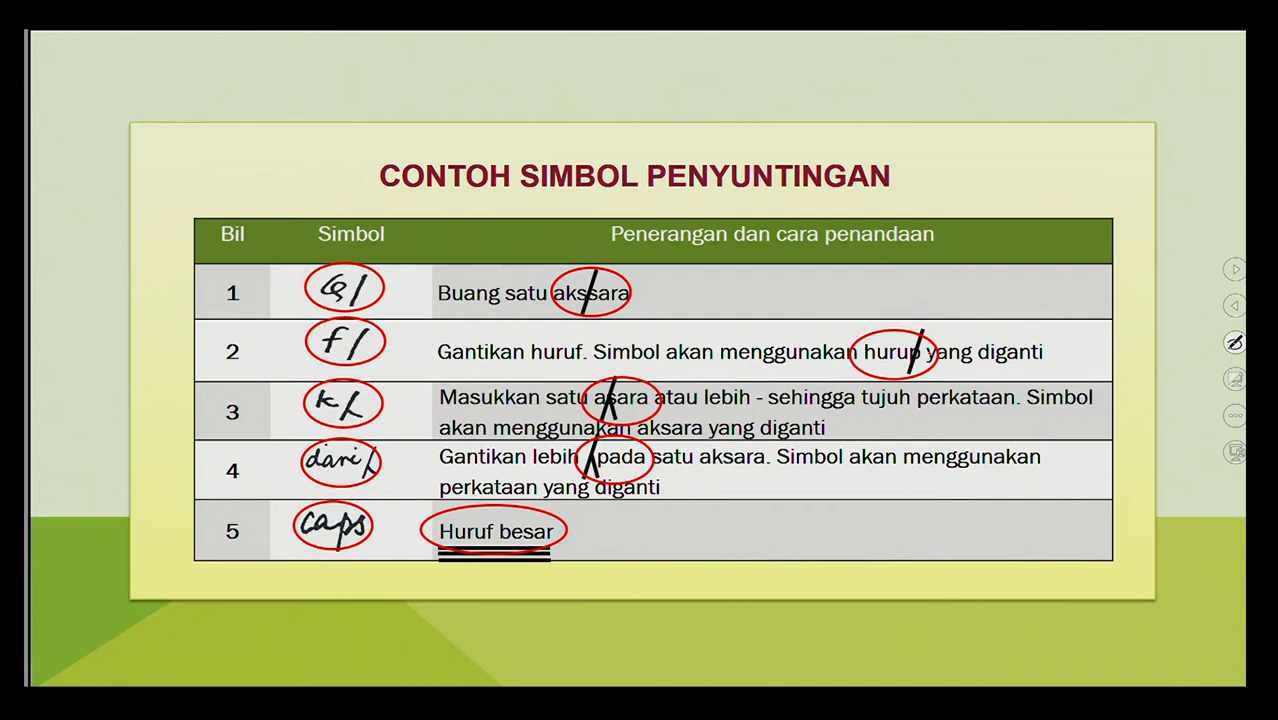 CONTOH SIMBOL PENYUNTINGAN
Bil Simbol Penerangan dan cara penandaan
1 Buang satu akssara
2 f/ Gantikan huruf. Simbol akan menggunakan hurup yang diganti
3 k Masukkan satu asara atau lebih - sehingga tujuh perkataan. Simbol
akan menggunakan aksara yang diganti
4 dari Gantikan lebih pada satu aksara. Simbol akan menggunakan
perkataan yang diganti
5 caps Huruf besar